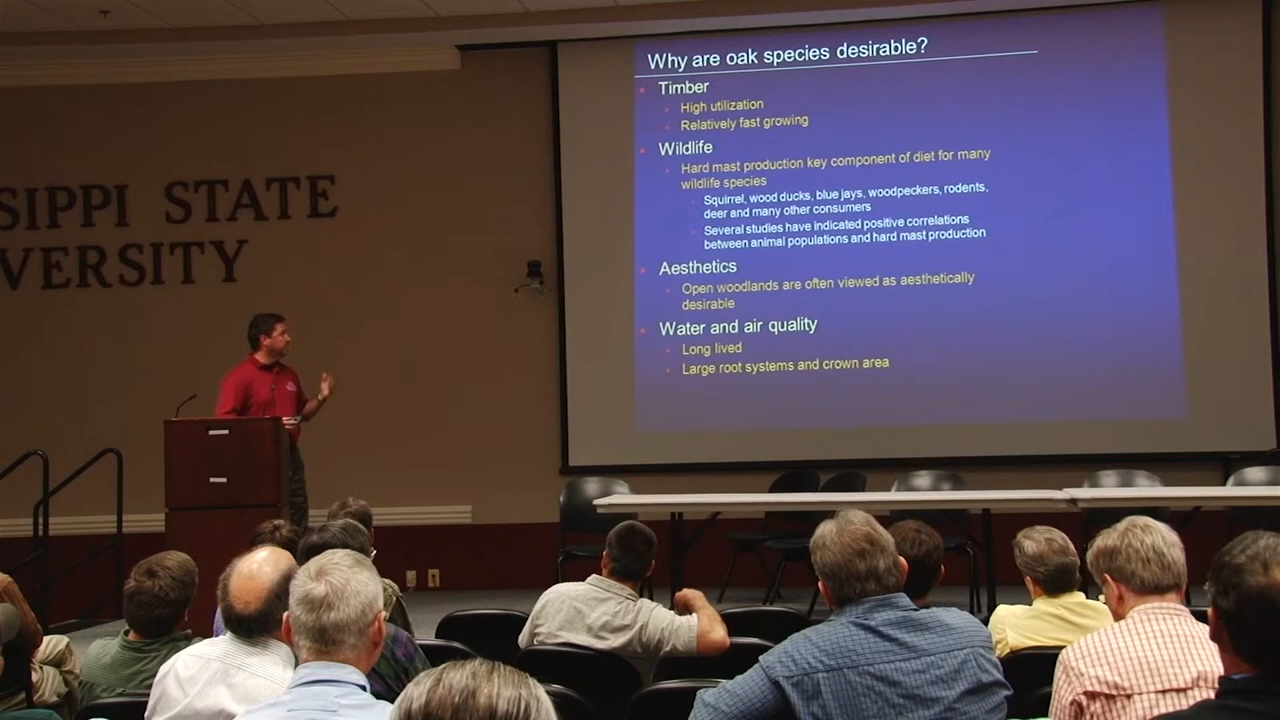 SIPPI STATE
VERSITY
Why are oak species desirable?
Timber
High utilization
Relatively fast growing
Wildlife
Hard mast production key component of diet for many
wildlife species
Squirrel, wood ducks, blue jays, woodpeckers, rodents,
deer and many other consumers
Several studies have indicated positive correlations
between animal populations and hard mast production
Aesthetics
Open woodlands are often viewed as aesthetically
desirable
Water and air quality
Long lived
Large root systems and crown area